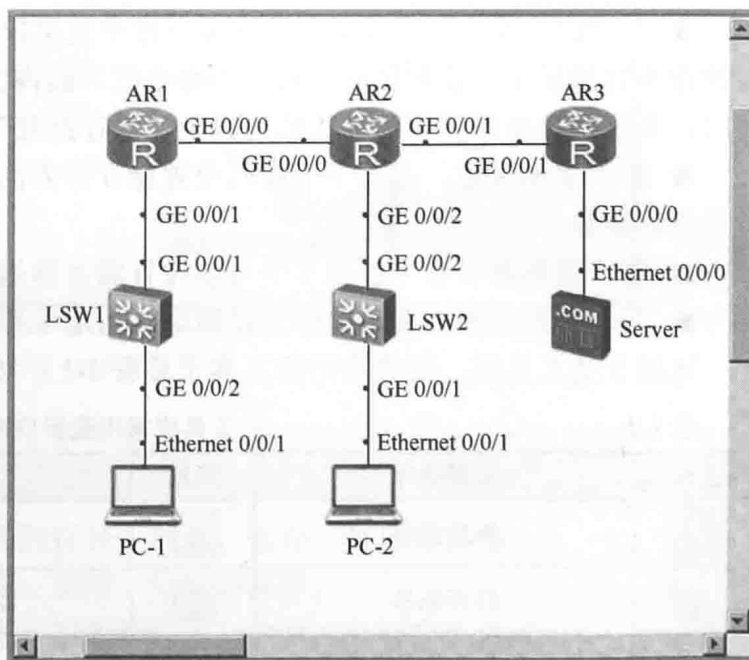 AR1
AR2
AR3
GE 0/0/0
GE 0/0/0
GE 0/0/1
GE 0/0/1
R
R
R
GE 0/0/1
GE 0/0/2
GE 0/0/0
GE 0/0/1
GE 0/0/2
Ethernet 0/0/0
LSW1
LSW2
.COM
Server
GE 0/0/2
GE 0/0/1
Ethernet 0/0/1
Ethernet 0/0/1
PC-1
PC-2